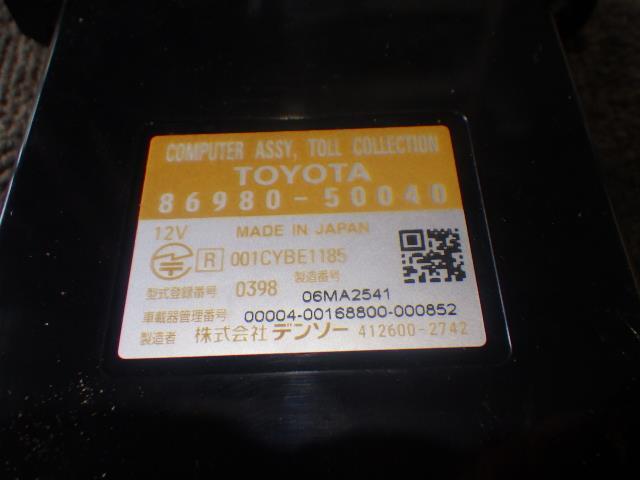 COMPUTER ASSY, TOLL COLLECTION
TOYOTA
86980-50040
12V MADE IN JAPAN
R 001CYBE1185
型式登録番号 0398 製造番号 06MA2541
車載器管理番号 00004-00168800-000852
製造者 株式会社 デンソー 412600-2742